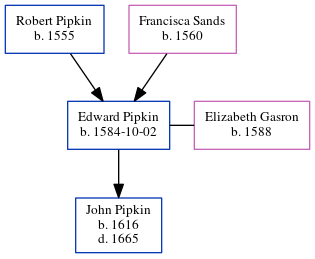 Robert Pipkin
b. 1555
Francisca Sands
b. 1560
Edward Pipkin
b. 1584-10-02
Elizabeth Gasron
b. 1588
John Pipkin
b. 1616
d. 1665